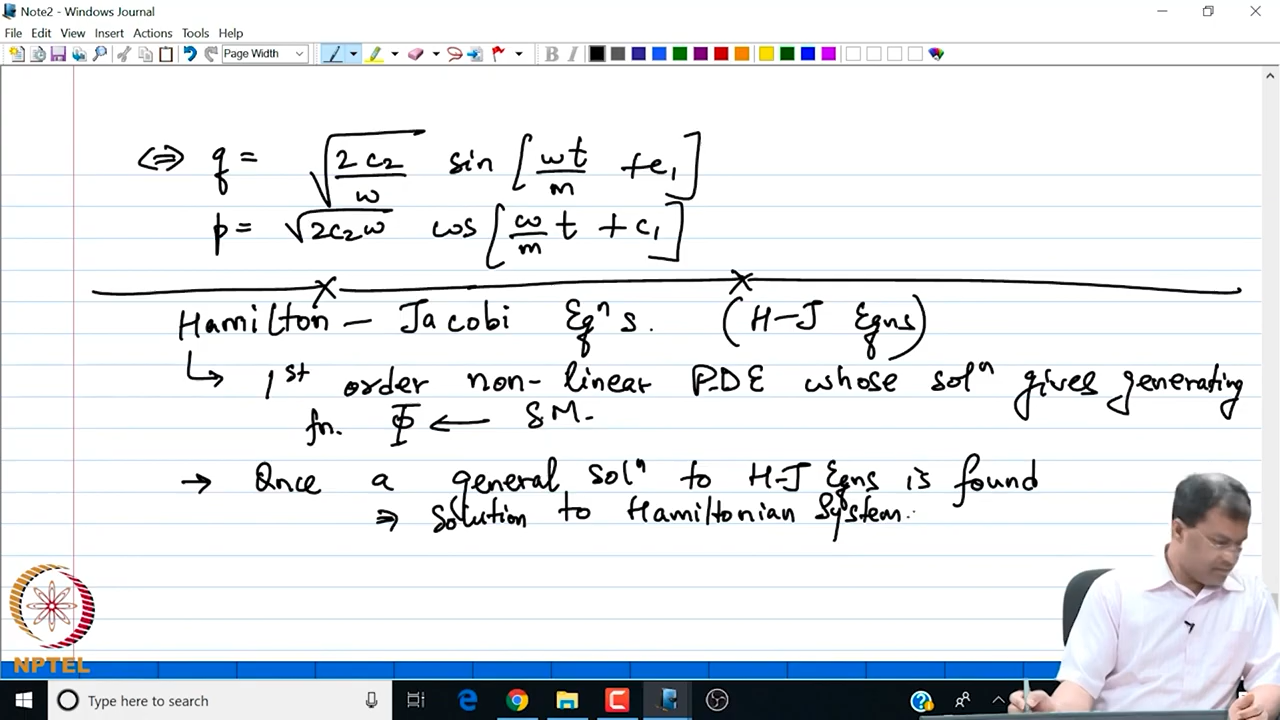 Note2 - Windows Journal
File Edit View Insert Actions Tools Help
Page Width B I
⇔ q = √(2c₂/ω) sin [ωt/m + c₁]
p = √(2c₂ω) cos [ω/m t + c₁]
Hamilton - Jacobi Eqⁿs. (H-J Eqns)
↳ 1st order non-linear P.D.E whose solⁿ gives generating
fn. Φ ← SM.
→ Once a general solⁿ to H-J Eqns is found
⇒ Solution to Hamiltonian System.
NPTEL
Type here to search